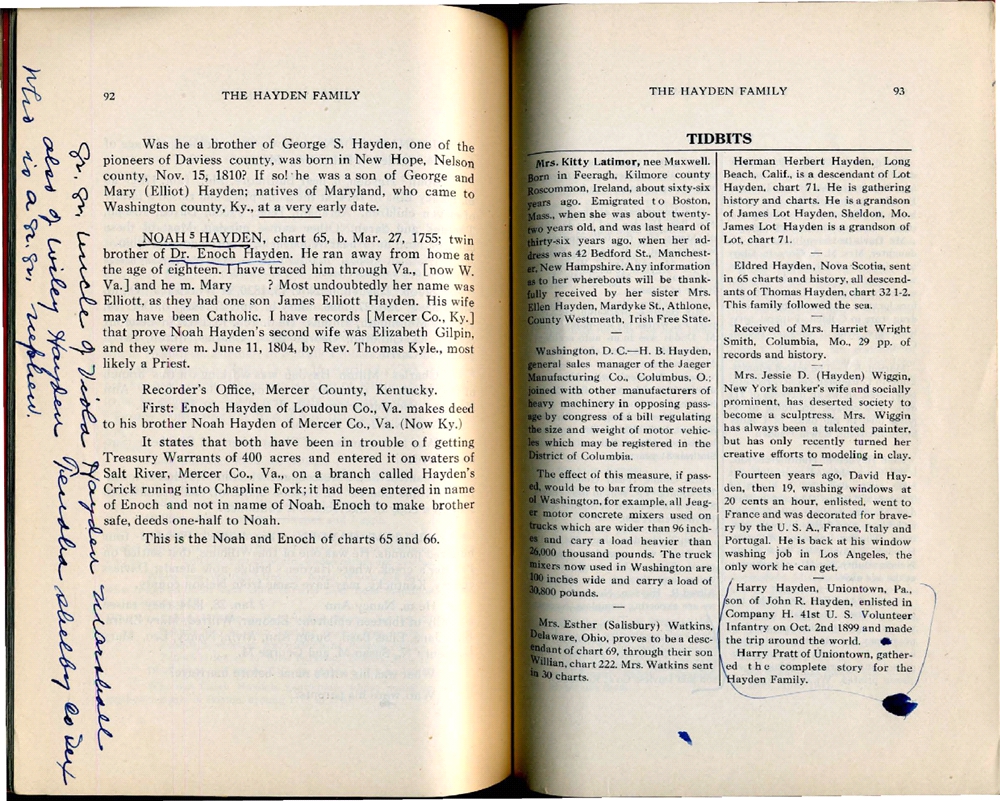 92 THE HAYDEN FAMILY
Was he a brother of George S. Hayden, one of the
pioneers of Daviess county, was born in New Hope, Nelson
county, Nov. 15, 1810? If so! he was a son of George and
Mary (Elliot) Hayden; natives of Maryland, who came to
Washington county, Ky., at a very early date.
NOAH 5 HAYDEN, chart 65, b. Mar. 27, 1755; twin
brother of Dr. Enoch Hayden. He ran away from home at
the age of eighteen. I have traced him through Va., [now W.
Va.] and he m. Mary ? Most undoubtedly her name was
Elliott, as they had one son James Elliott Hayden. His wife
may have been Catholic. I have records [Mercer Co., Ky.]
that prove Noah Hayden's second wife was Elizabeth Gilpin,
and they were m. June 11, 1804, by Rev. Thomas Kyle., most
likely a Priest.
Recorder's Office, Mercer County, Kentucky.
First: Enoch Hayden of Loudoun Co., Va. makes deed
to his brother Noah Hayden of Mercer Co., Va. (Now Ky.)
It states that both have been in trouble of getting
Treasury Warrants of 400 acres and entered it on waters of
Salt River, Mercer Co., Va., on a branch called Hayden's
Crick runing into Chapline Fork; it had been entered in name
of Enoch and not in name of Noah. Enoch to make brother
safe, deeds one-half to Noah.
This is the Noah and Enoch of charts 65 and 66.
Gr. Gr. uncle of Viola Hayden Marshall
also of Wiley Hayden Shelby Co Tex
who is a Gr. Gr. nephew.
THE HAYDEN FAMILY 93
TIDBITS
Mrs. Kitty Latimer, nee Maxwell.
Born in Feeragh, Kilmore county
Roscommon, Ireland, about sixty-six
years ago. Emigrated to Boston,
Mass., when she was about twenty-
two years old, and was last heard of
thirty-six years ago, when her ad-
dress was 42 Bedford St., Manchest-
er, New Hampshire. Any information
as to her wherebouts will be thank-
fully received by her sister Mrs.
Ellen Hayden, Mardyke St., Athlone,
County Westmeath, Irish Free State.
Washington, D. C.—H. B. Hayden,
general sales manager of the Jaeger
Manufacturing Co., Columbus, O.;
joined with other manufacturers of
heavy machinery in opposing pass-
age by congress of a bill regulating
the size and weight of motor vehic-
les which may be registered in the
District of Columbia.
The effect of this measure, if pass-
ed, would be to bar from the streets
of Washington, for example, all Jeag-
er motor concrete mixers used on
trucks which are wider than 96 inch-
es and cary a load heavier than
26,000 thousand pounds. The truck
mixers now used in Washington are
100 inches wide and carry a load of
30,800 pounds.
Mrs. Esther (Salisbury) Watkins,
Delaware, Ohio, proves to be a desc-
endant of chart 69, through their son
Willian, chart 222. Mrs. Watkins sent
in 30 charts.
Herman Herbert Hayden, Long
Beach, Calif., is a descendant of Lot
Hayden, chart 71. He is gathering
history and charts. He is a grandson
of James Lot Hayden, Sheldon, Mo.
James Lot Hayden is a grandson of
Lot, chart 71.
Eldred Hayden, Nova Scotia, sent
in 65 charts and history, all descend-
ants of Thomas Hayden, chart 32 1-2.
This family followed the sea.
Received of Mrs. Harriet Wright
Smith, Columbia, Mo., 29 pp. of
records and history.
Mrs. Jessie D. (Hayden) Wiggin,
New York banker's wife and socially
prominent, has deserted society to
become a sculptress. Mrs. Wiggin
has always been a talented painter,
but has only recently turned her
creative efforts to modeling in clay.
Fourteen years ago, David Hay-
den, then 19, washing windows at
20 cents an hour, enlisted, went to
France and was decorated for brave-
ry by the U. S. A., France, Italy and
Portugal. He is back at his window
washing job in Los Angeles, the
only work he can get.
Harry Hayden, Uniontown, Pa.,
son of John R. Hayden, enlisted in
Company H. 41st U. S. Volunteer
Infantry on Oct. 2nd 1899 and made
the trip around the world.
Harry Pratt of Uniontown, gather-
ed the complete story for the
Hayden Family.